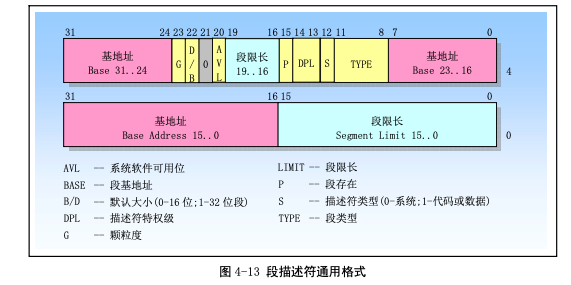 31 24 23 22 21 20 19 16 15 14 13 12 11 8 7 0
基地址 Base 31..24 G D/B 0 AVL 段限长 19..16 P DPL S TYPE 基地址 Base 23..16 4
31 16 15 0
基地址 段限长
Base Address 15..0 Segment Limit 15..0 0
AVL -- 系统软件可用位 LIMIT -- 段限长
BASE -- 段基地址 P -- 段存在
B/D -- 默认大小(0-16 位;1-32 位段) S -- 描述符类型(0-系统;1-代码或数据)
DPL -- 描述符特权级 TYPE -- 段类型
G -- 颗粒度
图 4-13 段描述符通用格式